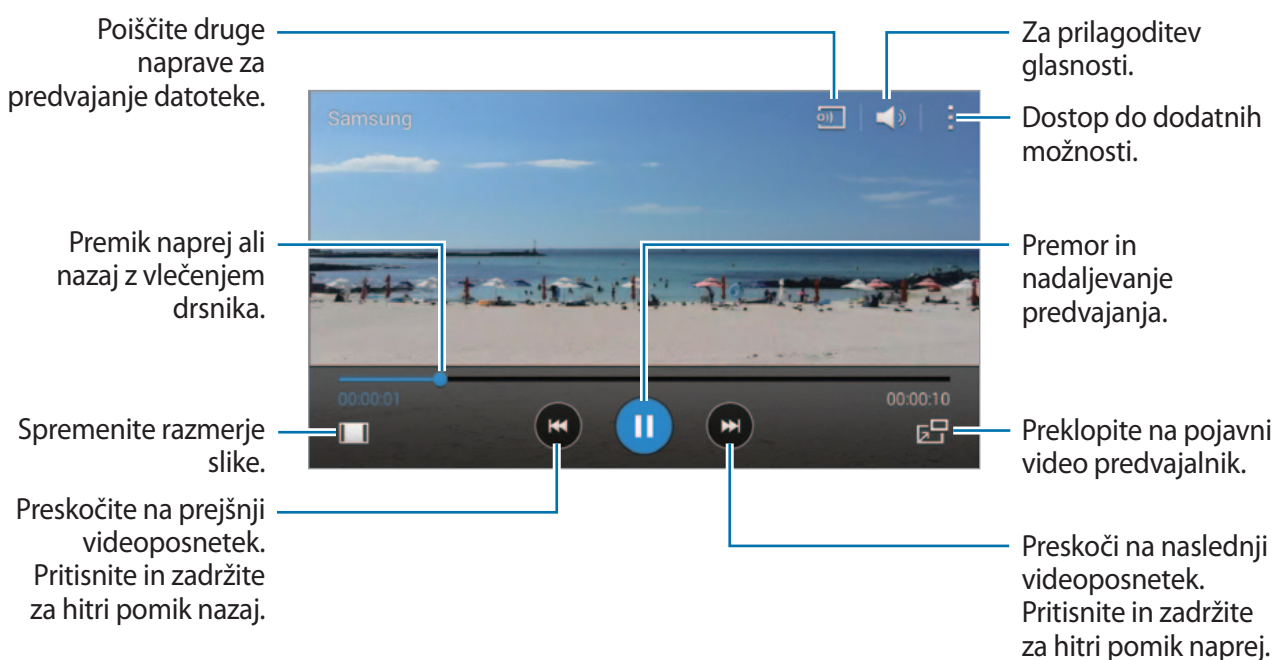 Poiščite druge
naprave za
predvajanje datoteke.
Premik naprej ali
nazaj z vlečenjem
drsnika.
Spremenite razmerje
slike.
Preskočite na prejšnji
videoposnetek.
Pritisnite in zadržite
za hitri pomik nazaj.
Samsung
00:00:01
00:00:10
Za prilagoditev
glasnosti.
Dostop do dodatnih
možnosti.
Premor in
nadaljevanje
predvajanja.
Preklopite na pojavni
video predvajalnik.
Preskoči na naslednji
videoposnetek.
Pritisnite in zadržite
za hitri pomik naprej.